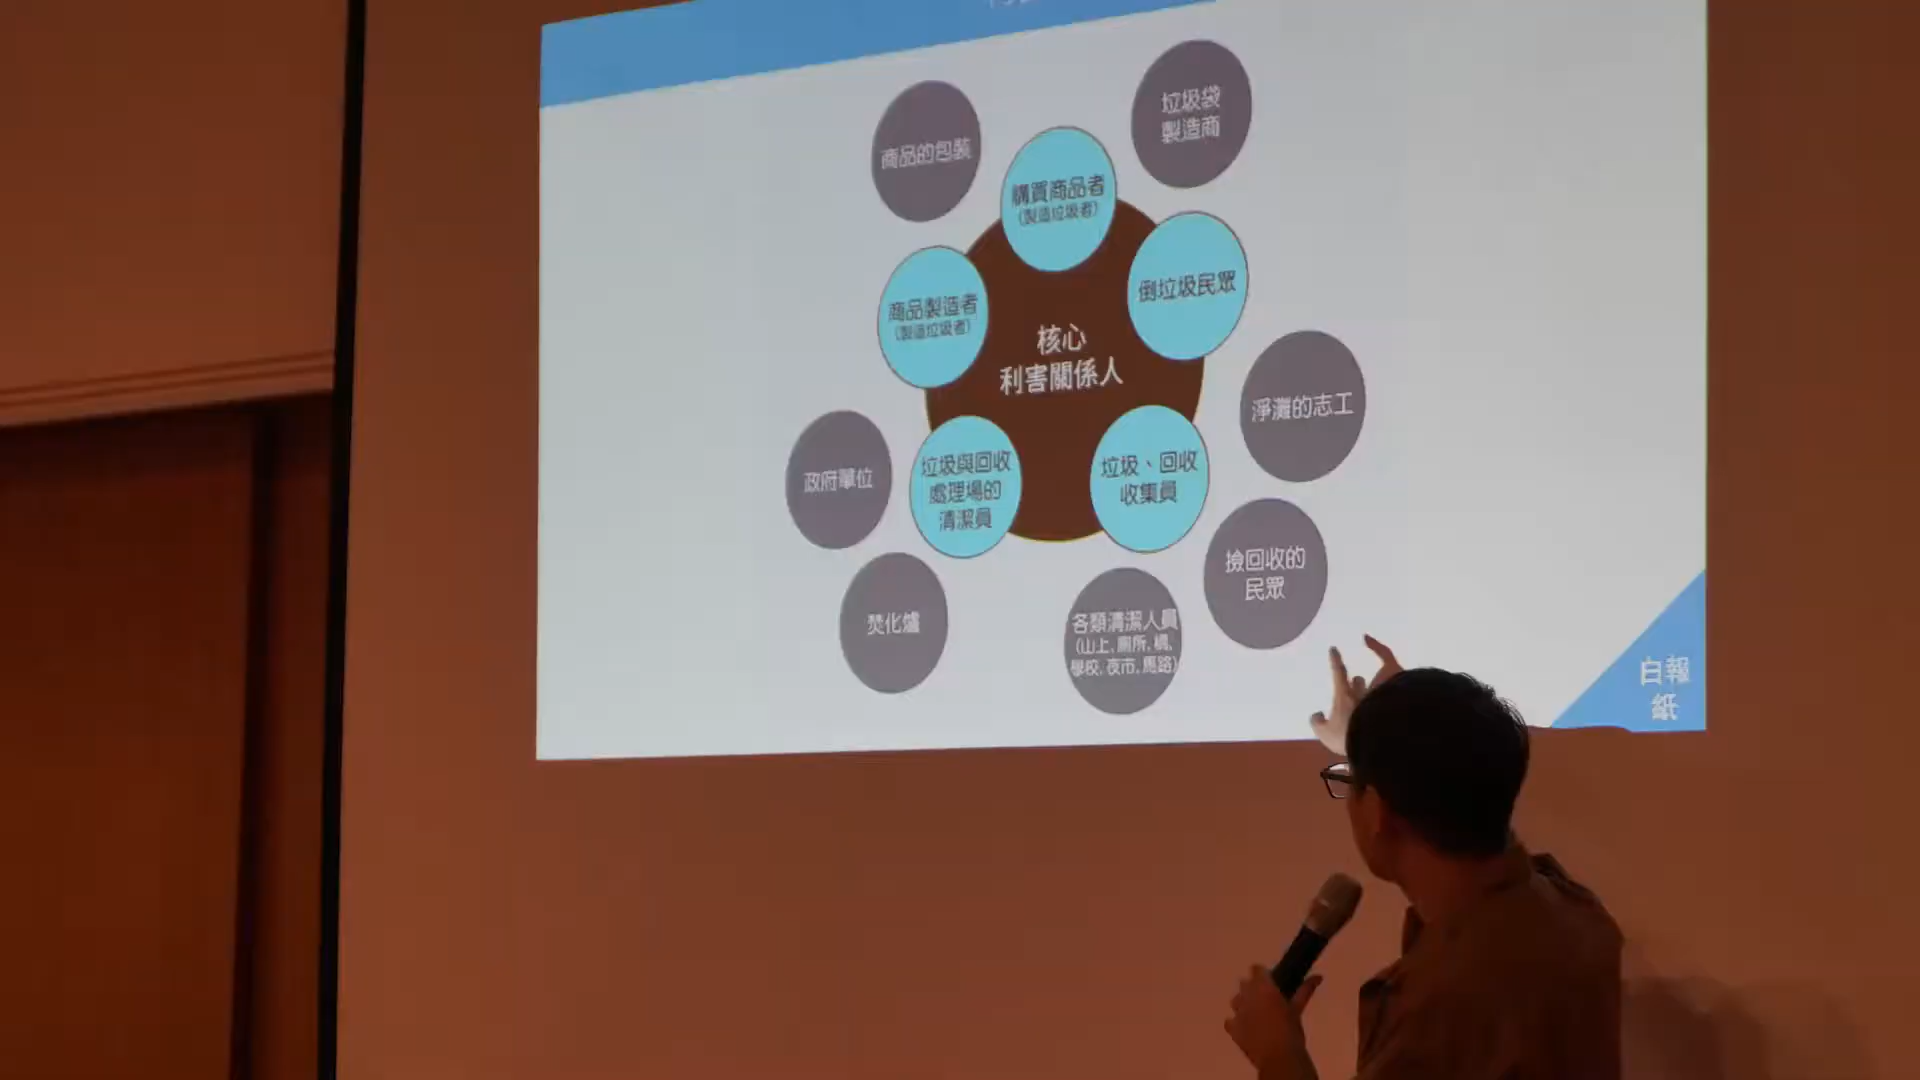 商品的包裝
垃圾袋
製造商
購買商品者
(製造垃圾者)
商品製造者
(製造垃圾者)
倒垃圾民眾
核心
利害關係人
淨灘的志工
政府單位
垃圾與回收
處理場的
清潔員
垃圾、回收
收集員
撿回收的
民眾
焚化爐
各類清潔人員
(山上,廁所,橋,
學校,夜市,馬路)
白報
紙